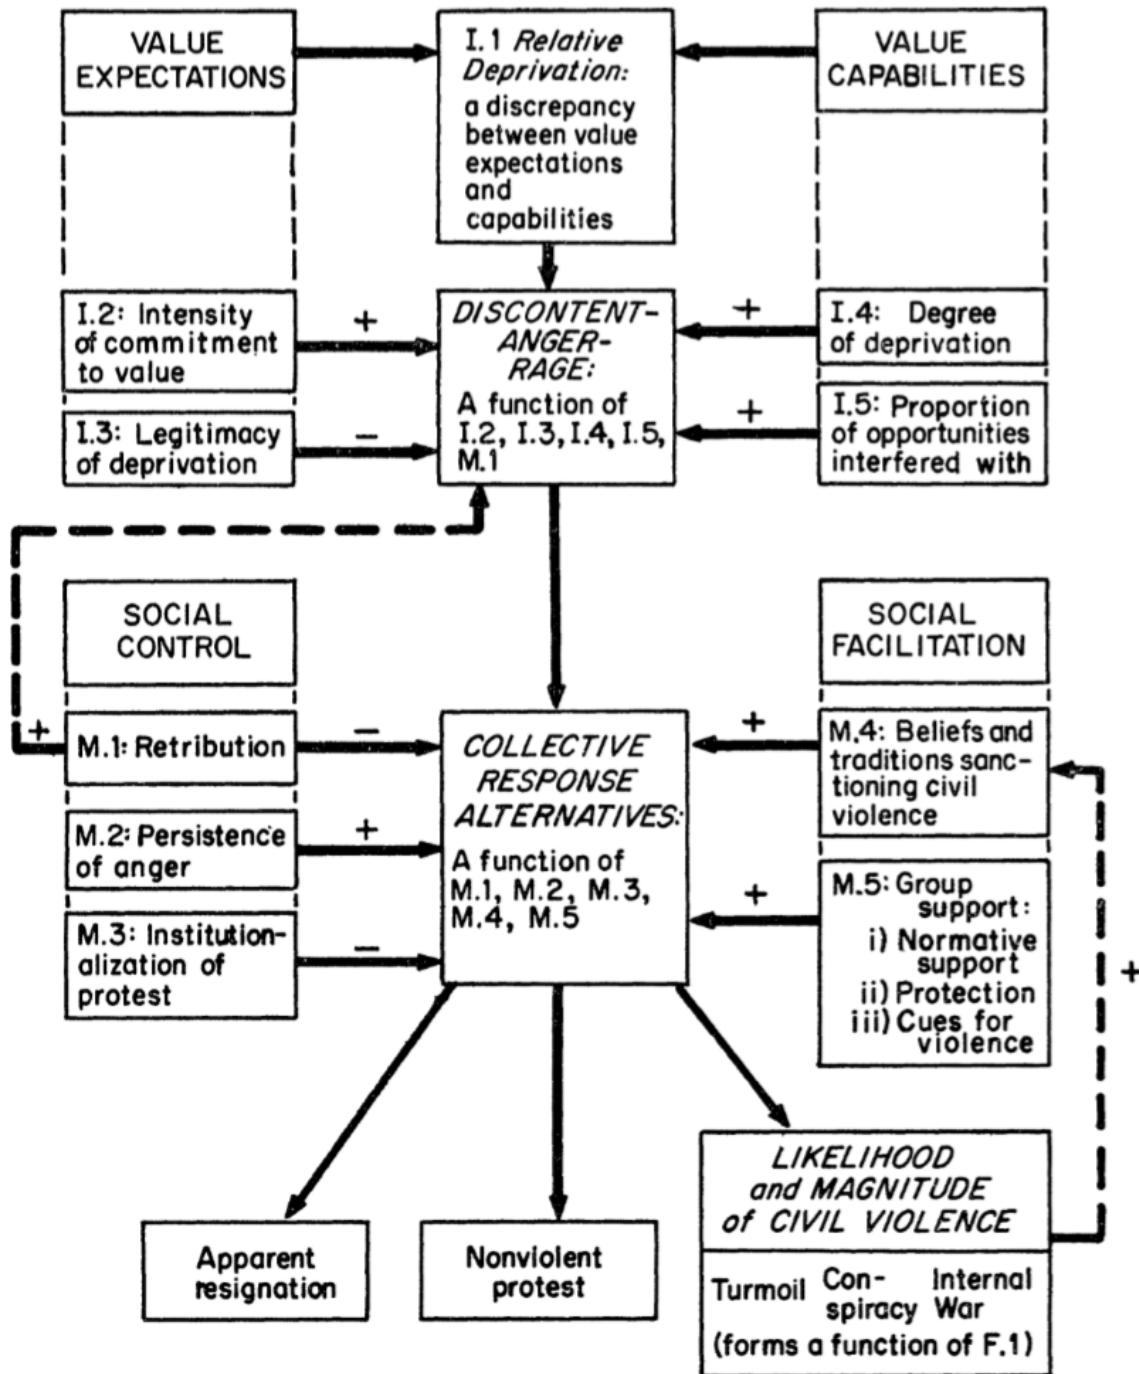 VALUE
EXPECTATIONS
I.1 Relative
Deprivation:
a discrepancy
between value
expectations
and
capabilities
VALUE
CAPABILITIES
I.2: Intensity
of commitment
to value
+
I.3: Legitimacy
of deprivation
–
DISCONTENT-
ANGER-
RAGE:
A function of
I.2, I.3, I.4, I.5,
M.1
+
I.4: Degree
of deprivation
+
I.5: Proportion
of opportunities
interfered with
SOCIAL
CONTROL
+
M.1: Retribution
–
M.2: Persistence
of anger
+
M.3: Institution-
alization of
protest
–
COLLECTIVE
RESPONSE
ALTERNATIVES:
A function of
M.1, M.2, M.3,
M.4, M.5
SOCIAL
FACILITATION
+
M.4: Beliefs and
traditions sanc-
tioning civil
violence
+
M.5: Group
support:
i) Normative
support
ii) Protection
iii) Cues for
violence
+
Apparent
resignation
Nonviolent
protest
LIKELIHOOD
and MAGNITUDE
of CIVIL VIOLENCE
Turmoil Con- Internal
spiracy War
(forms a function of F.1)